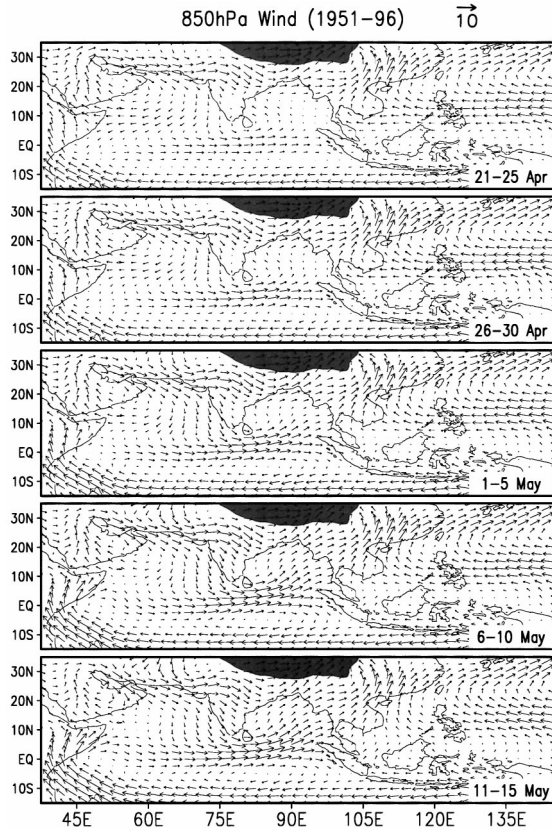 850hPa Wind (1951-96)
10
30N
20N
10N
EQ
10S
21-25 Apr
30N
20N
10N
EQ
10S
26-30 Apr
30N
20N
10N
EQ
10S
1-5 May
30N
20N
10N
EQ
10S
6-10 May
30N
20N
10N
EQ
10S
11-15 May
45E 60E 75E 90E 105E 120E 135E